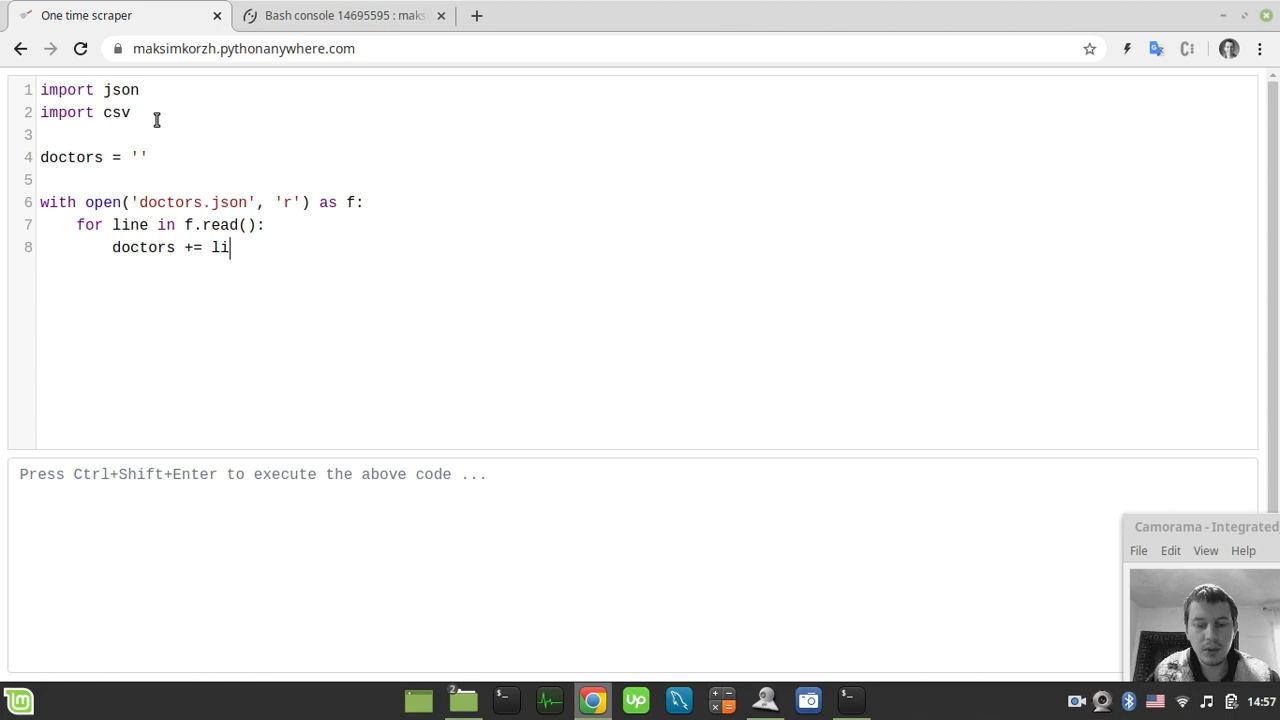 One time scraper
Bash console 14695595 : maks
maksimkorzh.pythonanywhere.com
1 import json
2 import csv
3
4 doctors = ''
5
6 with open('doctors.json', 'r') as f:
7 for line in f.read():
8 doctors += li
Press Ctrl+Shift+Enter to execute the above code ...
Camorama - Integrated
File Edit View Help
2
up
14:57